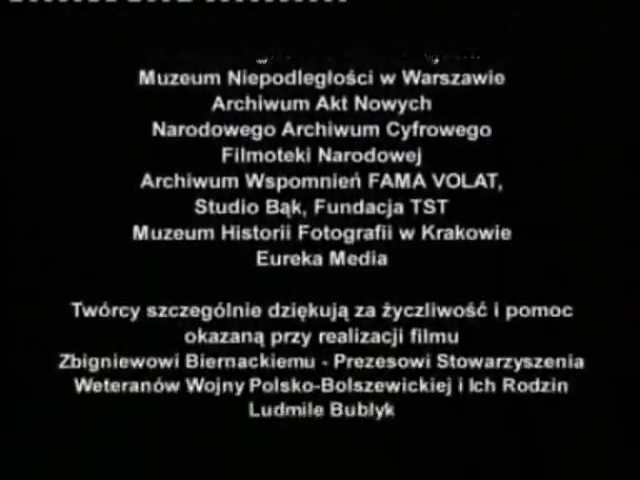 Muzeum Niepodległości w Warszawie
Archiwum Akt Nowych
Narodowego Archiwum Cyfrowego
Filmoteki Narodowej
Archiwum Wspomnień FAMA VOLAT,
Studio Bąk, Fundacja TST
Muzeum Historii Fotografii w Krakowie
Eureka Media
Twórcy szczególnie dziękują za życzliwość i pomoc
okazaną przy realizacji filmu
Zbigniewowi Biernackiemu - Prezesowi Stowarzyszenia
Weteranów Wojny Polsko-Bolszewickiej i Ich Rodzin
Ludmile Bublyk